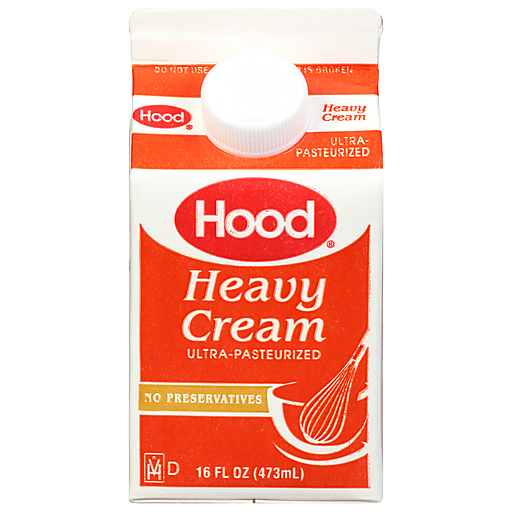 DO NOT USE IS BROKEN
Hood®
Heavy
Cream
ULTRA-
PASTEURIZED
Hood®
Heavy
Cream
ULTRA-PASTEURIZED
NO PRESERVATIVES
D
16 FL OZ (473mL)